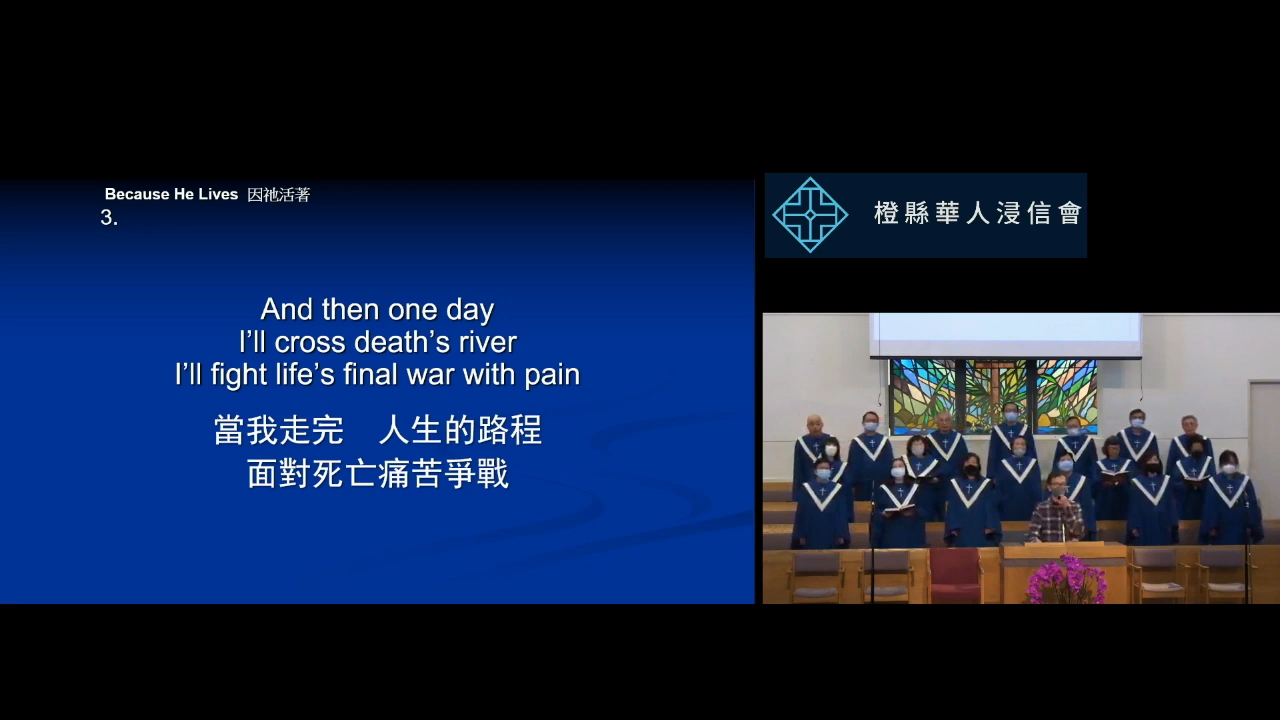 Because He Lives 因祂活著
3.
And then one day
I’ll cross death’s river
I’ll fight life’s final war with pain
當我走完　人生的路程
面對死亡痛苦爭戰
橙縣華人浸信會